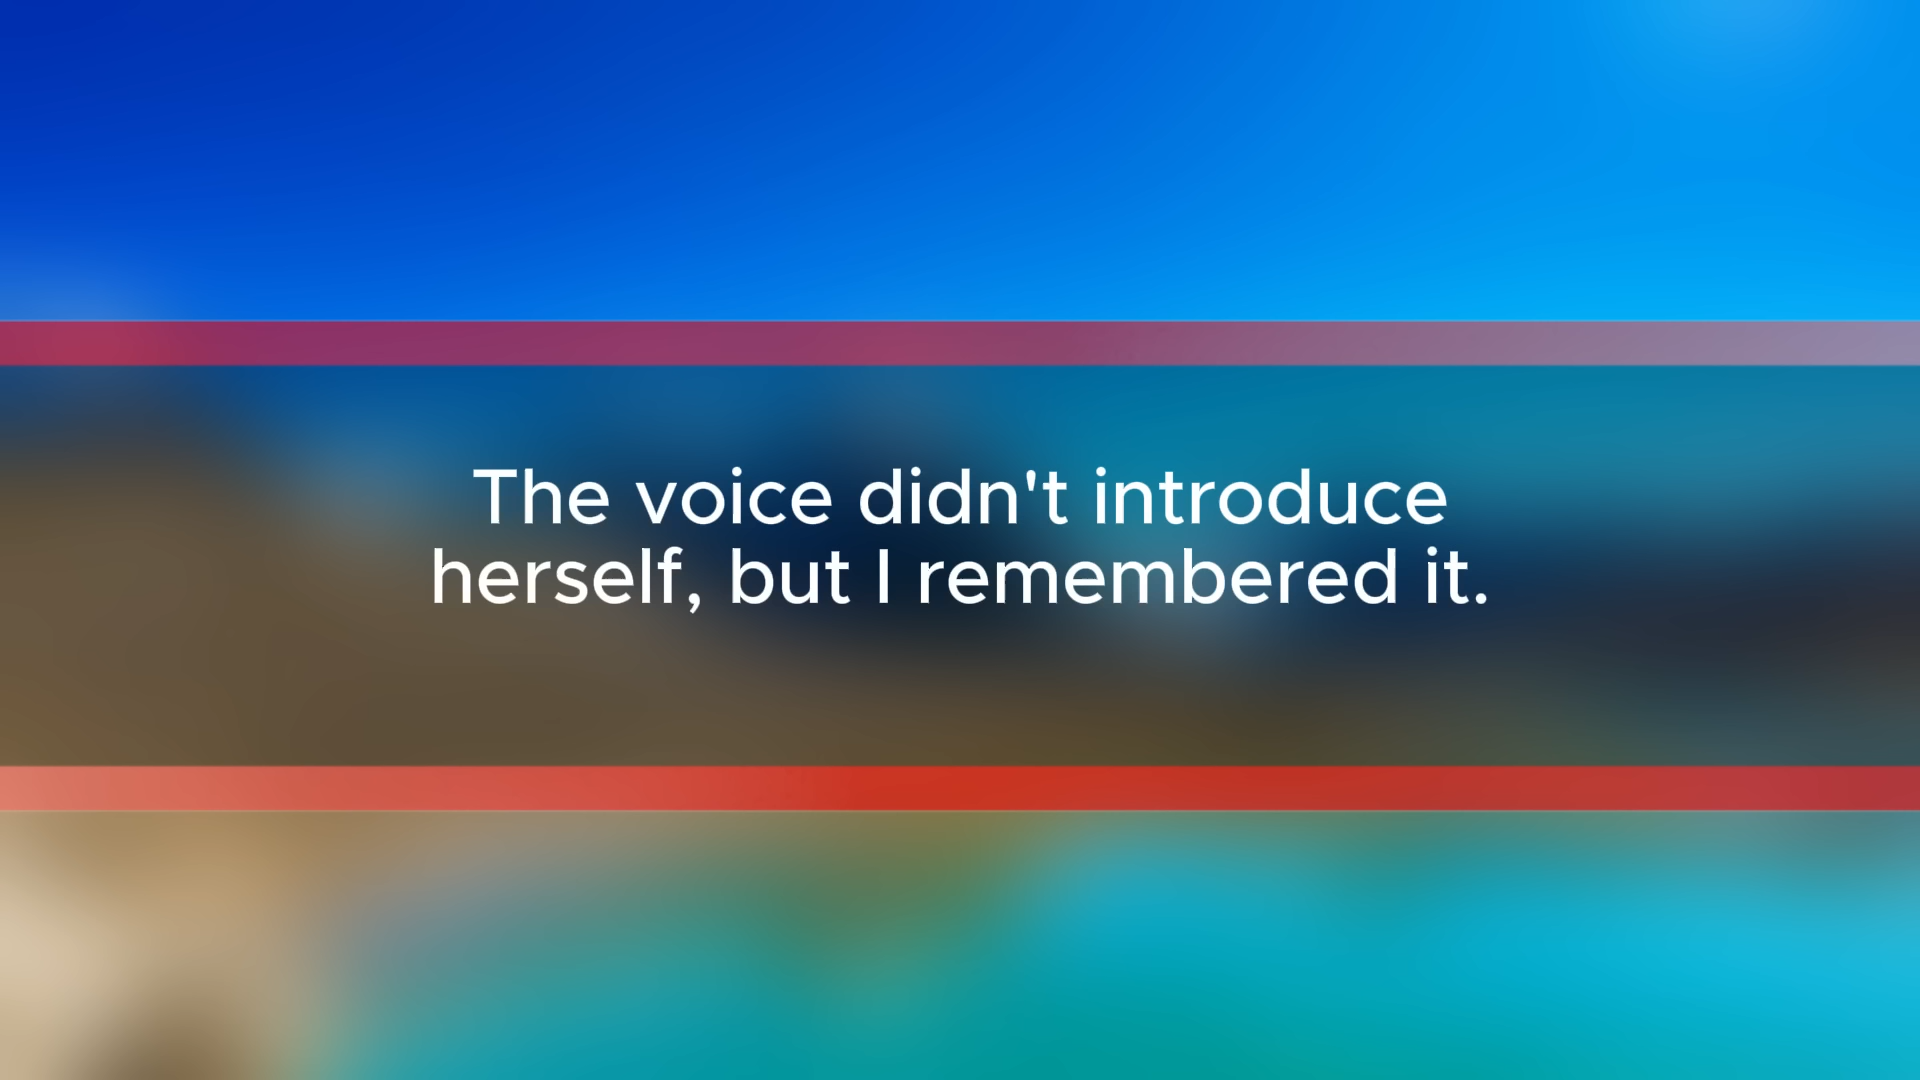 The voice didn't introduce
herself, but I remembered it.